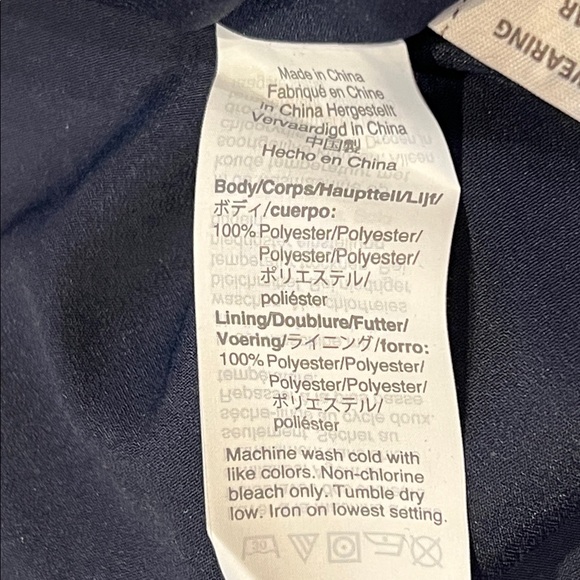 WEARING
Made in China
Fabriqué en Chine
in China Hergestellt
Vervaardigd in China
中国製
Hecho en China
Body/Corps/Hauptteil/Lijf/
ボディ/cuerpo:
100% Polyester/Polyester/
Polyester/Polyester/
ポリエステル/
poliéster
Lining/Doublure/Futter/
Voering/ライニング/forro:
100% Polyester/Polyester/
Polyester/Polyester/
ポリエステル/
poliéster
Machine wash cold with
like colors. Non-chlorine
bleach only. Tumble dry
low. Iron on lowest setting.